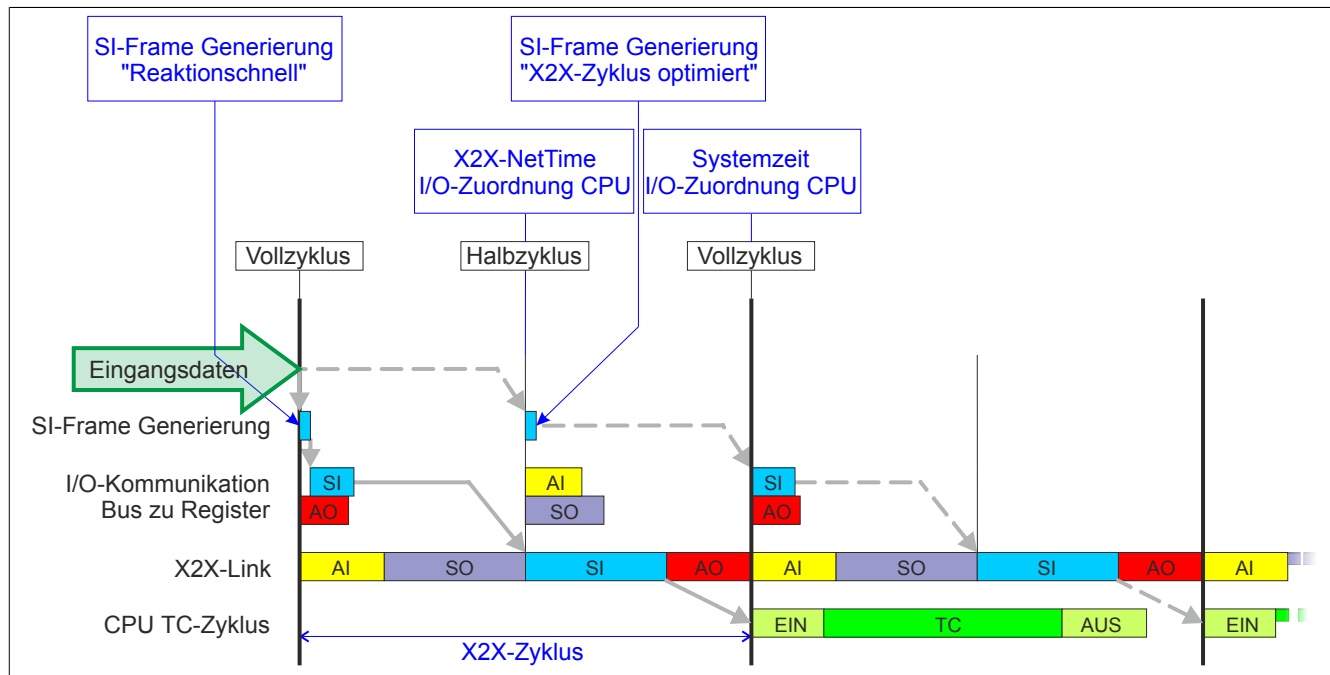 SI-Frame Generierung
"Reaktionschnell"
SI-Frame Generierung
"X2X-Zyklus optimiert"
X2X-NetTime
I/O-Zuordnung CPU
Systemzeit
I/O-Zuordnung CPU
Vollzyklus
Halbzyklus
Vollzyklus
Eingangsdaten
SI-Frame Generierung
I/O-Kommunikation
Bus zu Register
SI
AO
AI
SO
SI
AO
X2X-Link
AI
SO
SI
AO
AI
SO
SI
AO
AI
CPU TC-Zyklus
EIN
TC
AUS
EIN
X2X-Zyklus